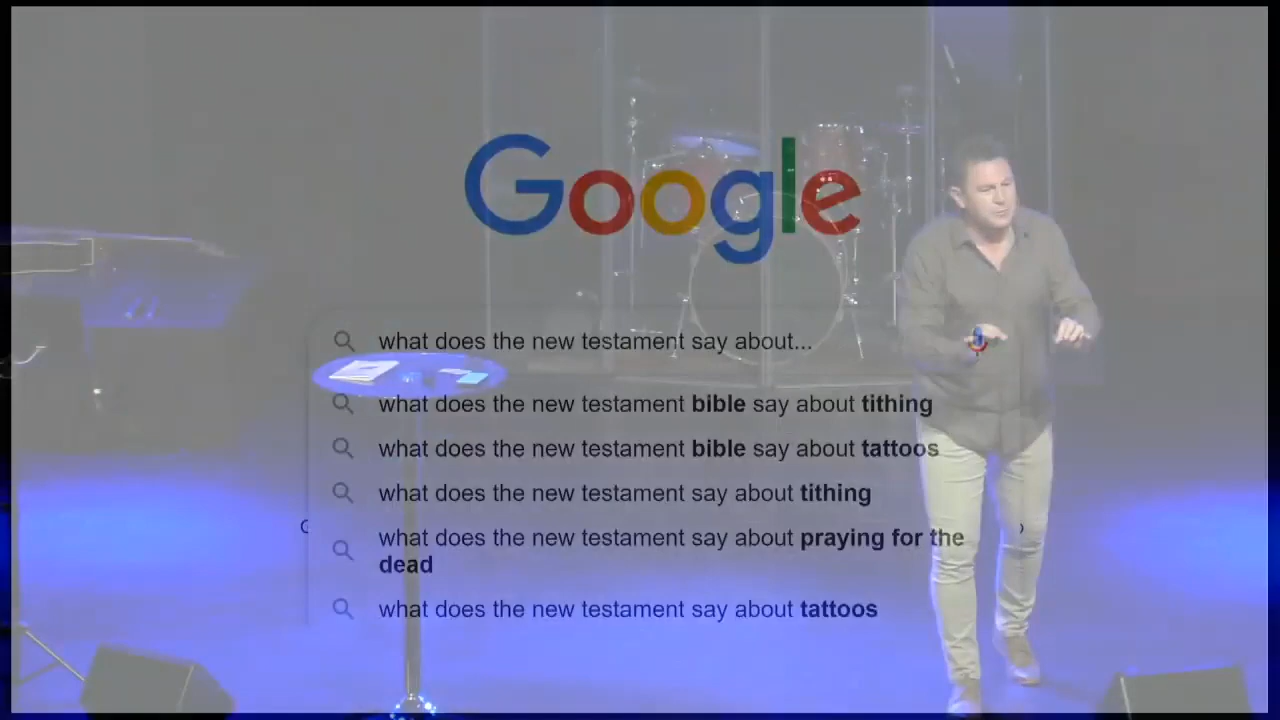 Google
what does the new testament say about...
what does the new testament bible say about tithing
what does the new testament bible say about tattoos
what does the new testament say about tithing
what does the new testament say about praying for the
dead
what does the new testament say about tattoos